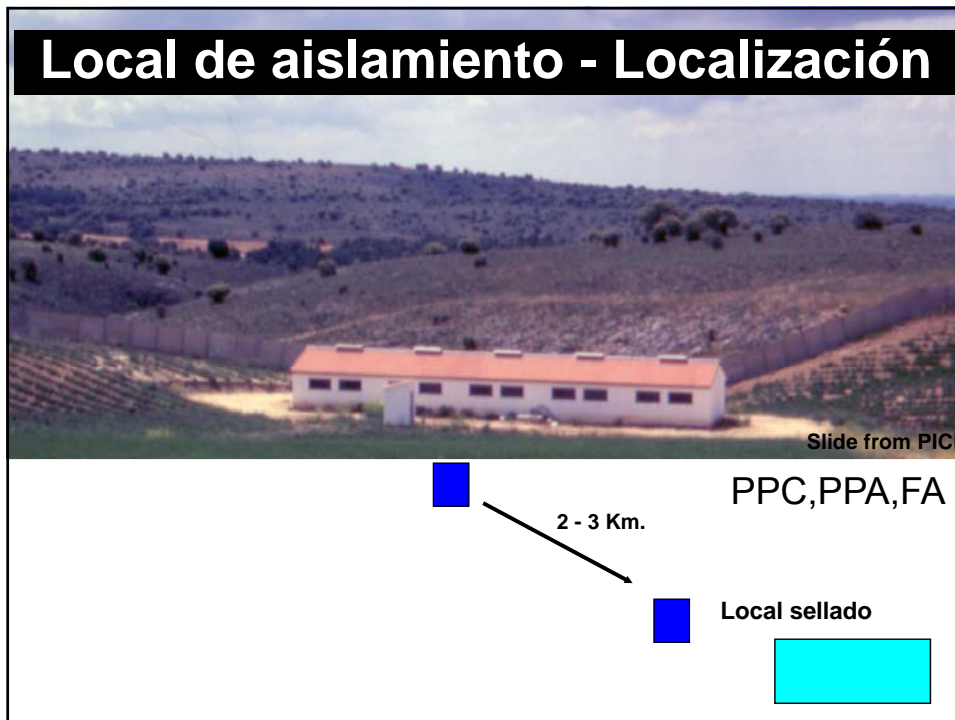 Local de aislamiento - Localización
Slide from PIC
PPC,PPA,FA
2 - 3 Km.
Local sellado